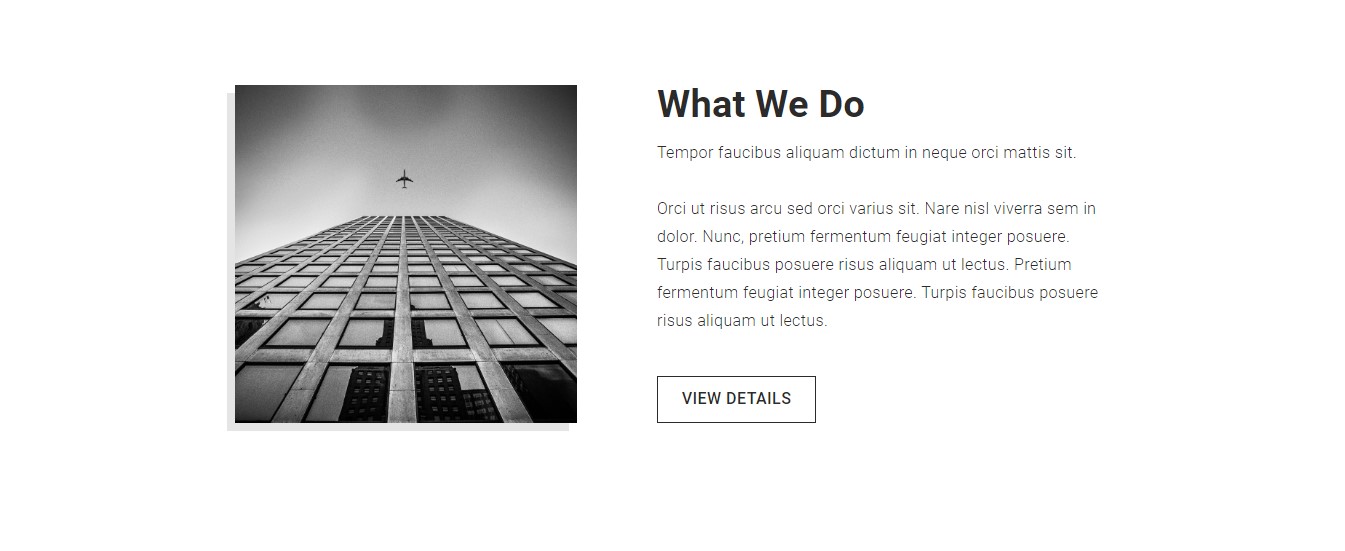 What We Do
Tempor faucibus aliquam dictum in neque orci mattis sit.
Orci ut risus arcu sed orci varius sit. Nare nisl viverra sem in
dolor. Nunc, pretium fermentum feugiat integer posuere.
Turpis faucibus posuere risus aliquam ut lectus. Pretium
fermentum feugiat integer posuere. Turpis faucibus posuere
risus aliquam ut lectus.
VIEW DETAILS